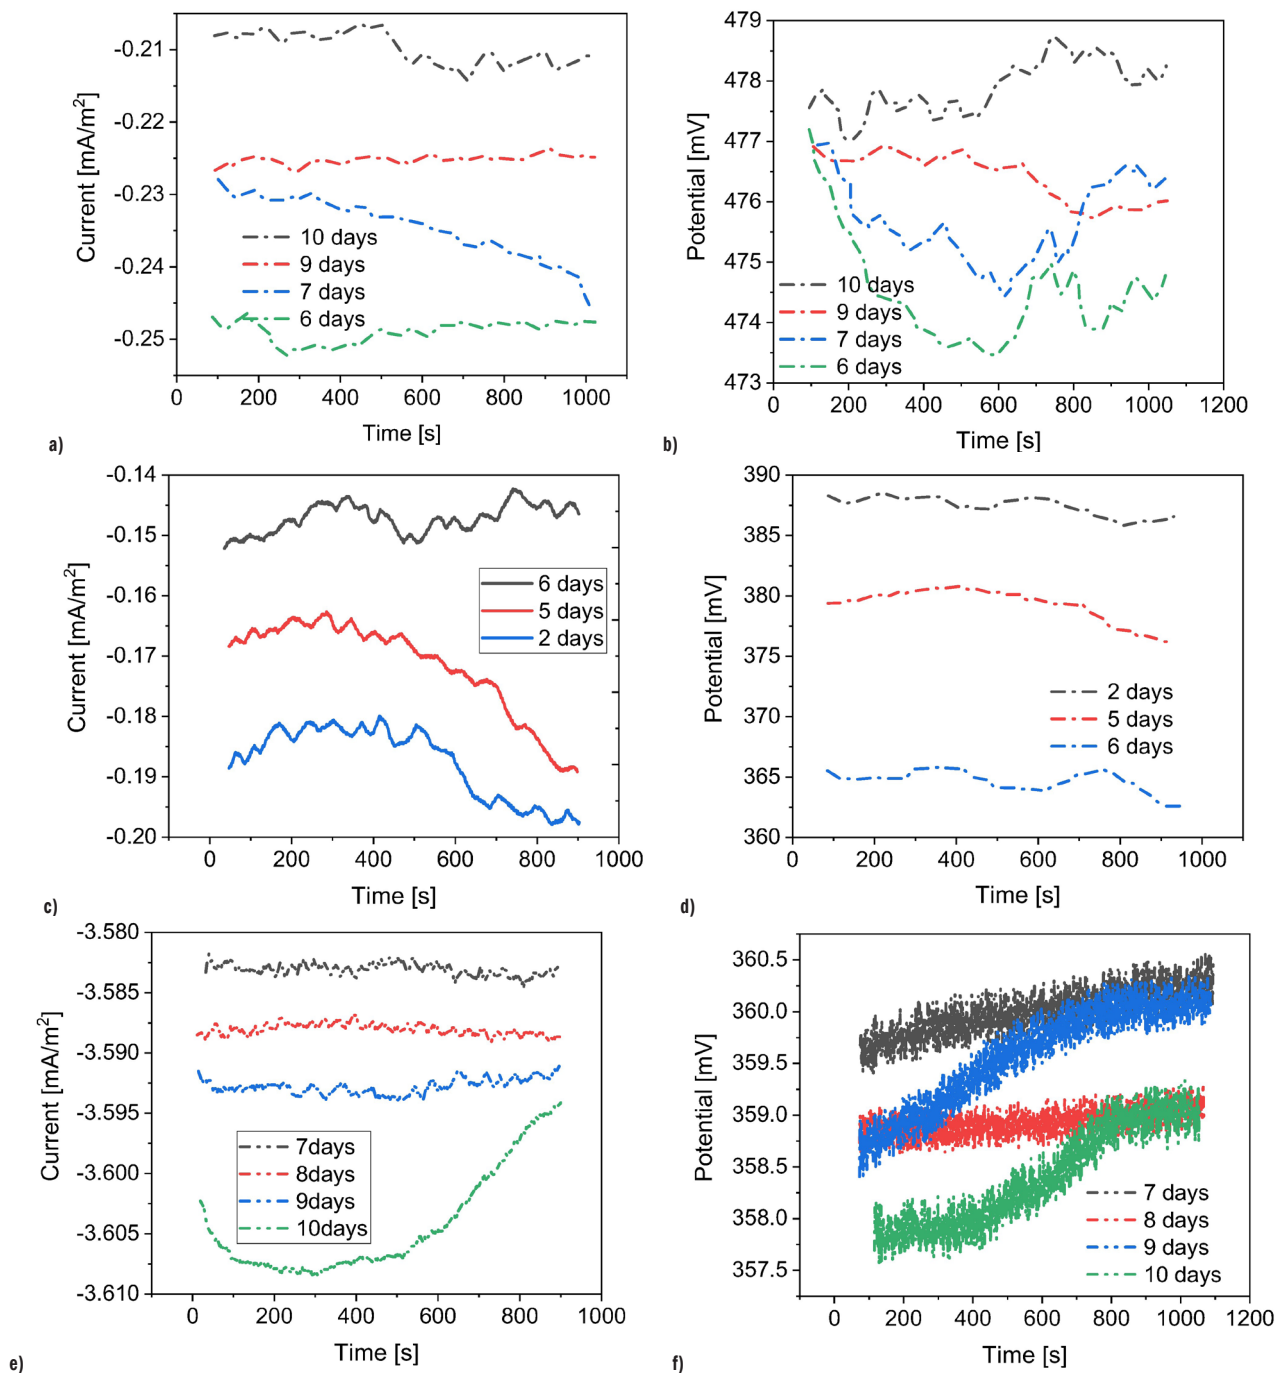 -0.21
-0.22
-0.23
-0.24
-0.25
Current [mA/m²]
10 days
9 days
7 days
6 days
0 200 400 600 800 1000
Time [s]
a)
479
478
477
476
475
474
473
Potential [mV]
10 days
9 days
7 days
6 days
0 200 400 600 800 1000 1200
Time [s]
b)
-0.14
-0.15
-0.16
-0.17
-0.18
-0.19
-0.20
Current [mA/m²]
6 days
5 days
2 days
0 200 400 600 800 1000
Time [s]
c)
390
385
380
375
370
365
360
Potential [mV]
2 days
5 days
6 days
0 200 400 600 800 1000
Time [s]
d)
-3.580
-3.585
-3.590
-3.595
-3.600
-3.605
-3.610
Current [mA/m²]
7days
8days
9days
10days
0 200 400 600 800 1000
Time [s]
e)
360.5
360.0
359.5
359.0
358.5
358.0
357.5
Potential [mV]
7 days
8 days
9 days
10 days
0 200 400 600 800 1000 1200
Time [s]
f)